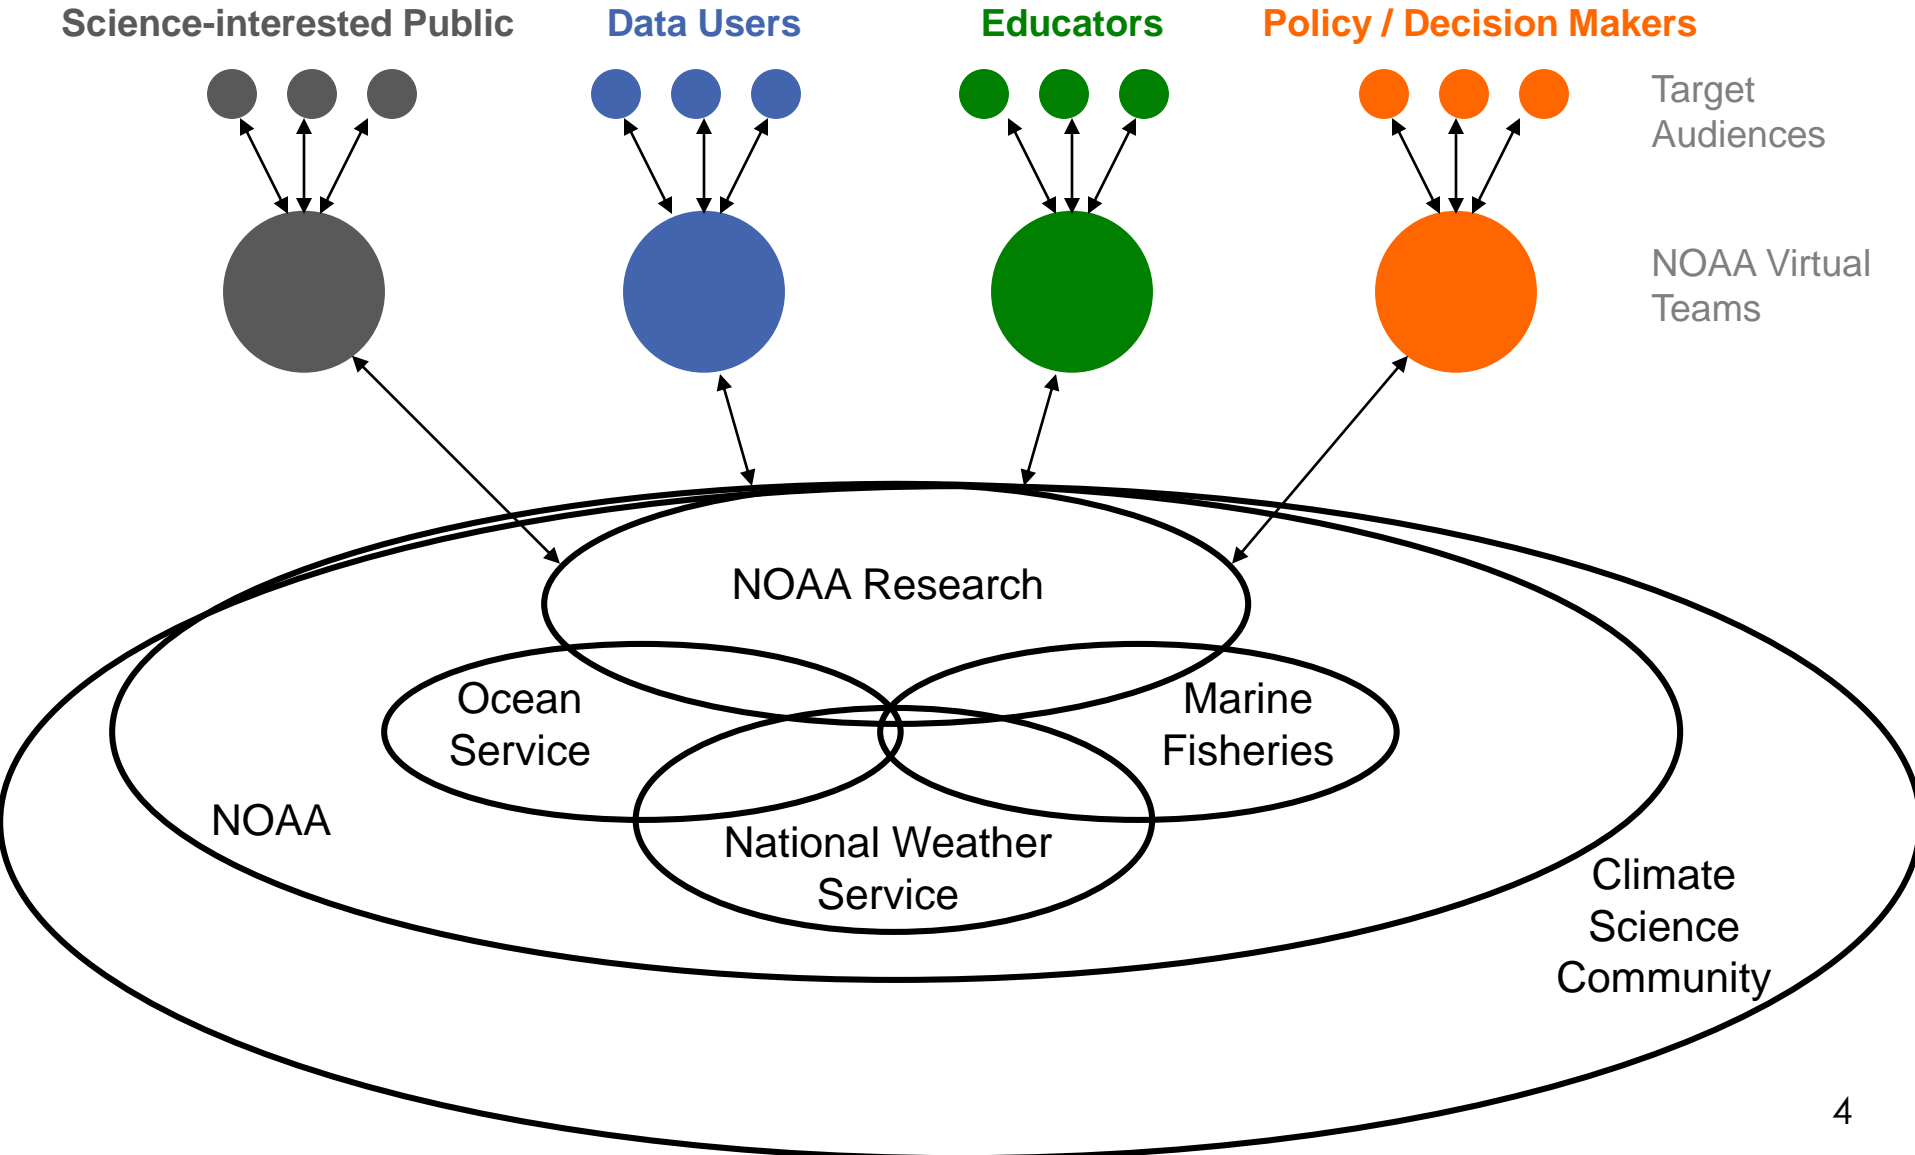 Science-interested Public
Data Users
Educators
Policy / Decision Makers
Target
Audiences
NOAA Virtual
Teams
NOAA Research
Ocean
Service
Marine
Fisheries
NOAA
National Weather
Service
Climate
Science
Community
4